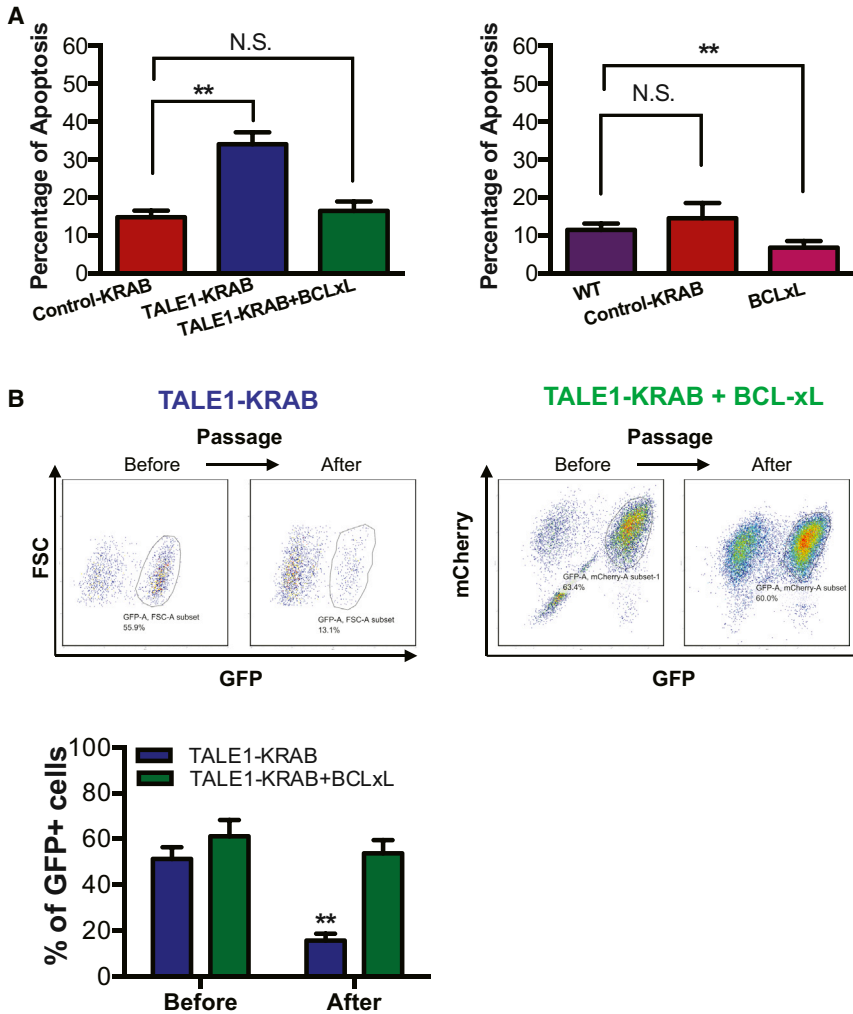 A
Percentage of Apoptosis
60
50
40
30
20
10
0
N.S.
**
Control-KRAB
TALE1-KRAB
TALE1-KRAB+BCLxL
Percentage of Apoptosis
60
50
40
30
20
10
0
**
N.S.
WT
Control-KRAB
BCLxL
B
TALE1-KRAB
Passage
Before
After
FSC
GFP-A, FSC-A subset
55.9%
GFP-A, FSC-A subset
13.1%
GFP
TALE1-KRAB + BCL-xL
Passage
Before
After
mCherry
GFP-A, mCherry-A subset-1
63.4%
GFP-A, mCherry-A subset
60.0%
GFP
% of GFP+ cells
100
80
60
40
20
0
TALE1-KRAB
TALE1-KRAB+BCLxL
**
Before
After